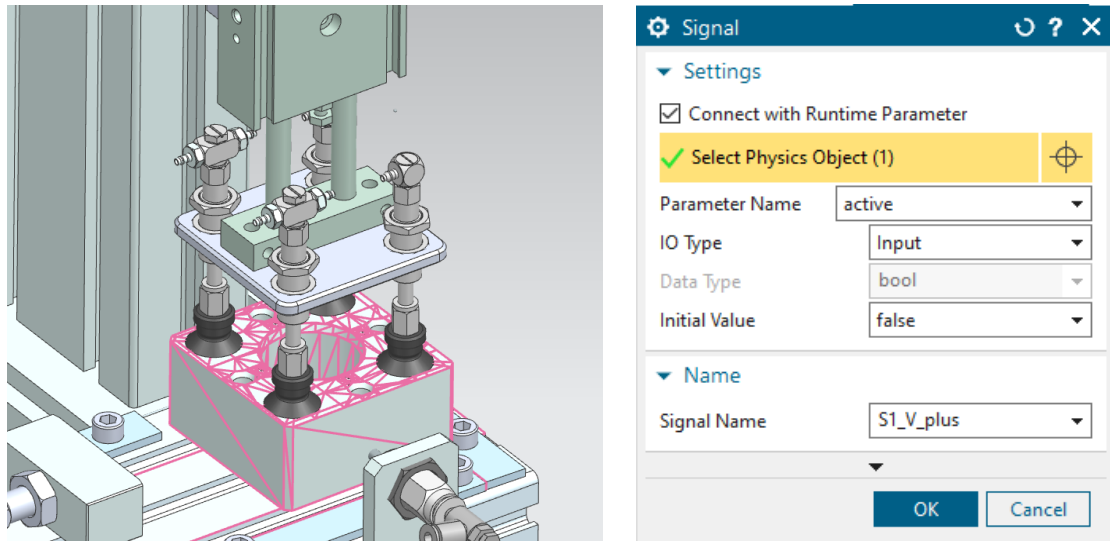 Signal
Settings
Connect with Runtime Parameter
Select Physics Object (1)
Parameter Name active
IO Type Input
Data Type bool
Initial Value false
Name
Signal Name S1_V_plus
OK Cancel